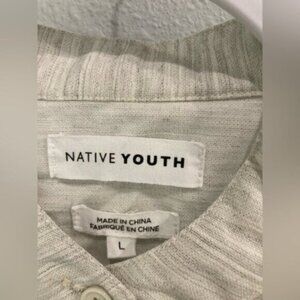 NATIVE YOUTH
MADE IN CHINA
FABRIQUÉ EN CHINE
L